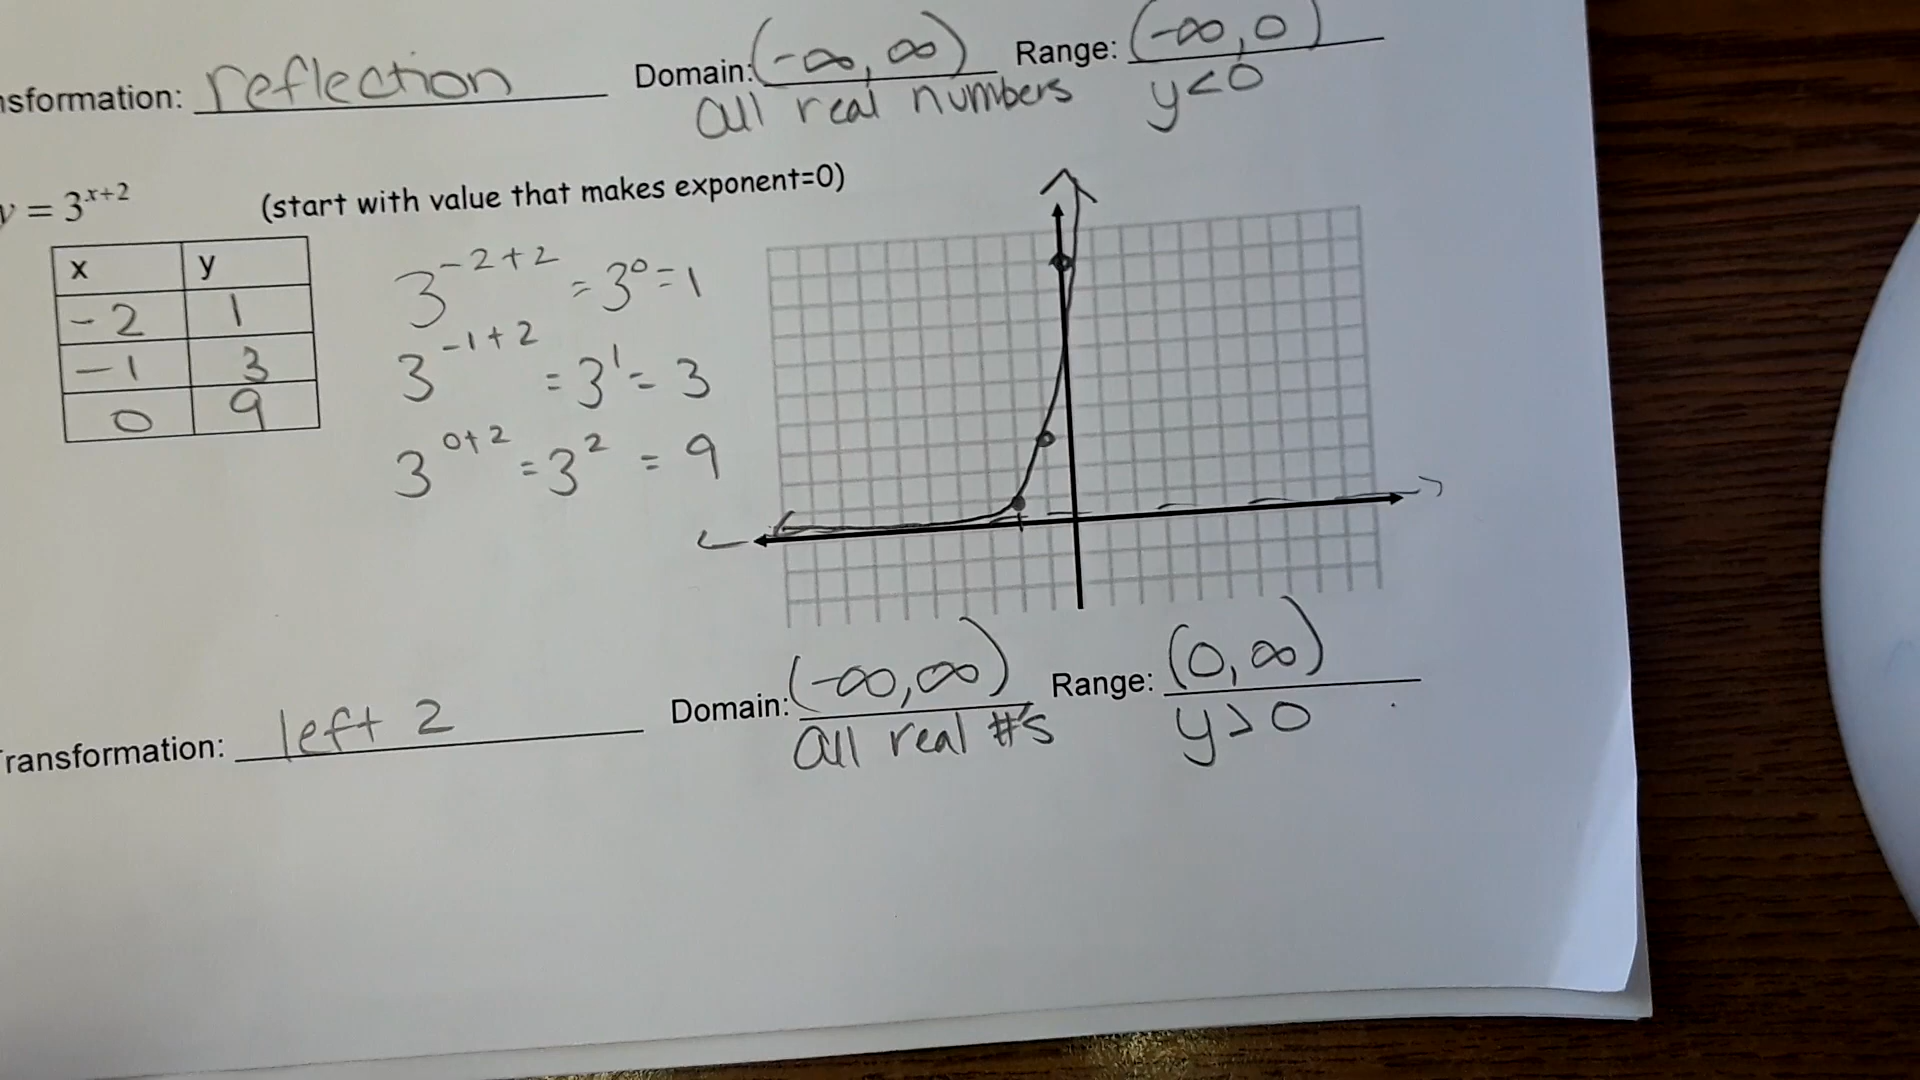 nsformation: reflection Domain: (-∞, ∞) Range: (-∞, 0)
all real numbers y<0
y = 3^{x+2} (start with value that makes exponent=0)
x y
-2 1
-1 3
0 9
3^{-2+2} = 3^0 = 1
3^{-1+2} = 3^1 = 3
3^{0+2} = 3^2 = 9
Transformation: left 2 Domain: (-∞, ∞) Range: (0, ∞)
all real #'s y>0